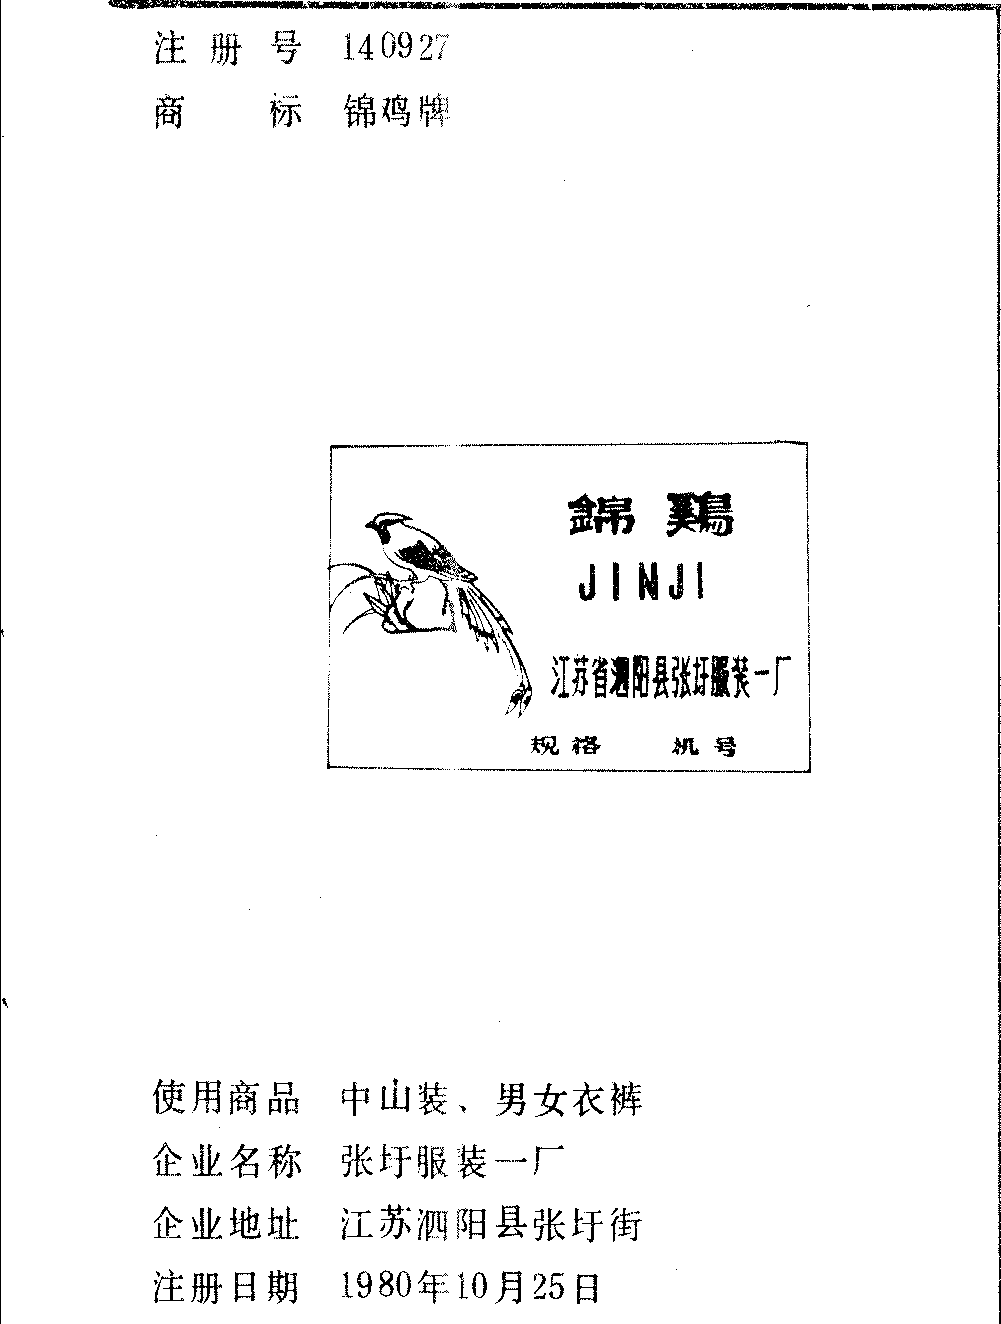 注册号 140927
商标 锦鸡牌
錦鷄
JINJI
江苏省泗阳县张圩服装一厂
规格 机号
使用商品 中山装、男女衣裤
企业名称 张圩服装一厂
企业地址 江苏泗阳县张圩街
注册日期 1980年10月25日